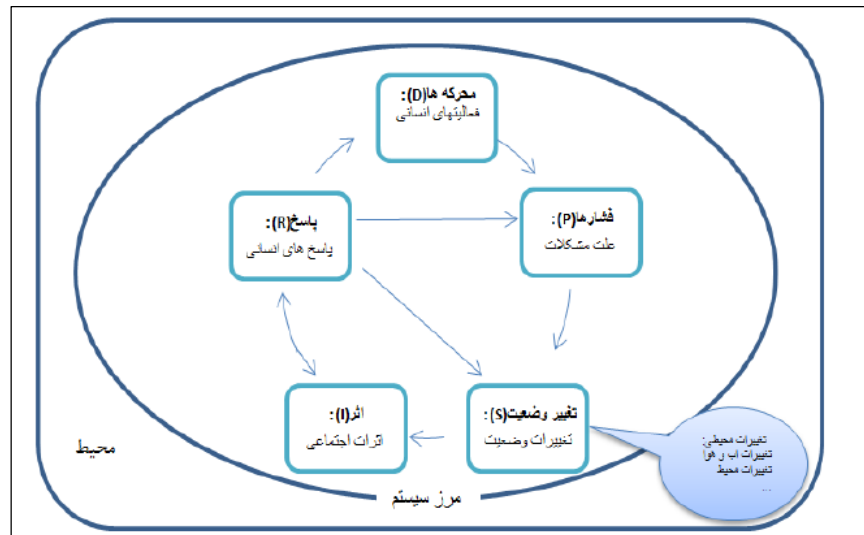 محرکه ها(D):
فعالیتهای انسانی
پاسخ(R):
پاسخ های انسانی
فشارها(P):
علت مشکلات
اثر(I):
اثرات اجتماعی
تغییر وضعیت(S):
تغییرات وضعیت
تغییرات محیطی:
تغییرات اب و هوا
تغییرات محیط
...
محیط
مرز سیستم